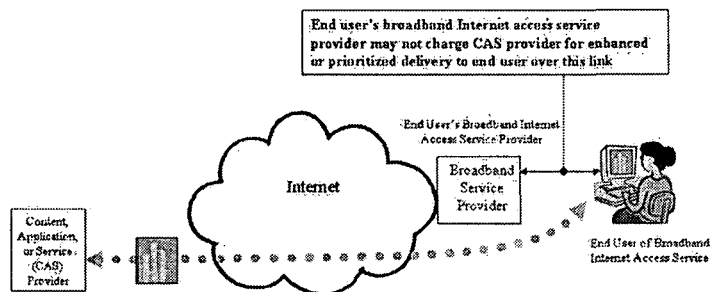 End user's broadband Internet access service
provider may not charge CAS provider for enhanced
or prioritized delivery to end user over this link
End User's Broadband Internet
Access Service Provider
Internet
Broadband
Service
Provider
Content,
Application,
or Service
(CAS)
Provider
End User of Broadband
Internet Access Service